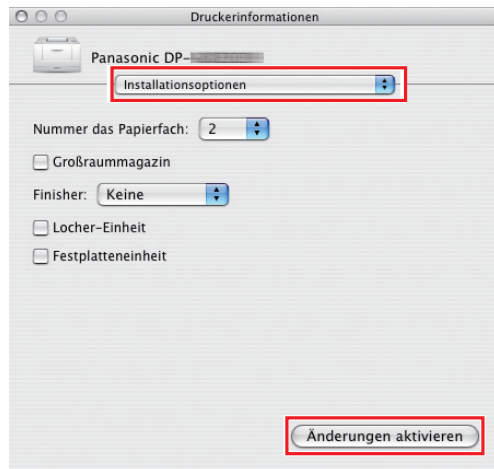 Druckerinformationen
Panasonic DP-
Installationsoptionen
Nummer das Papierfach: 2
Großraummagazin
Finisher: Keine
Locher-Einheit
Festplatteneinheit
Änderungen aktivieren